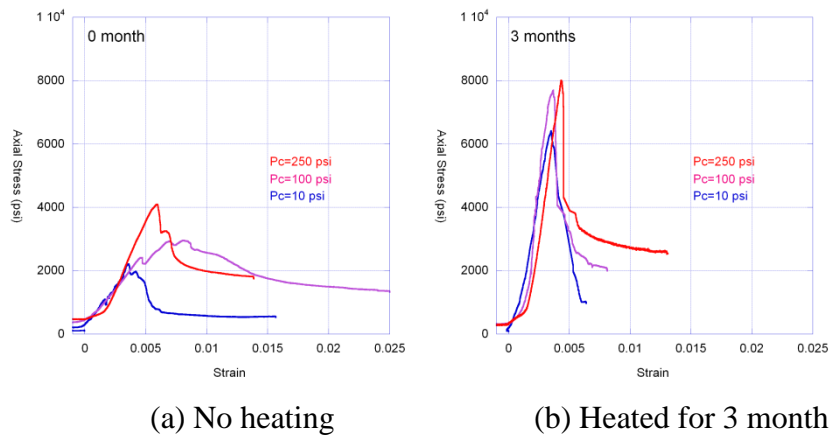 1 10⁴
0 month
8000
6000
4000
2000
0
Axial Stress (psi)
Pc=250 psi
Pc=100 psi
Pc=10 psi
0 0.005 0.01 0.015 0.02 0.025
Strain
(a) No heating
1 10⁴
3 months
8000
6000
4000
2000
0
Axial Stress (psi)
Pc=250 psi
Pc=100 psi
Pc=10 psi
0 0.005 0.01 0.015 0.02 0.025
Strain
(b) Heated for 3 month